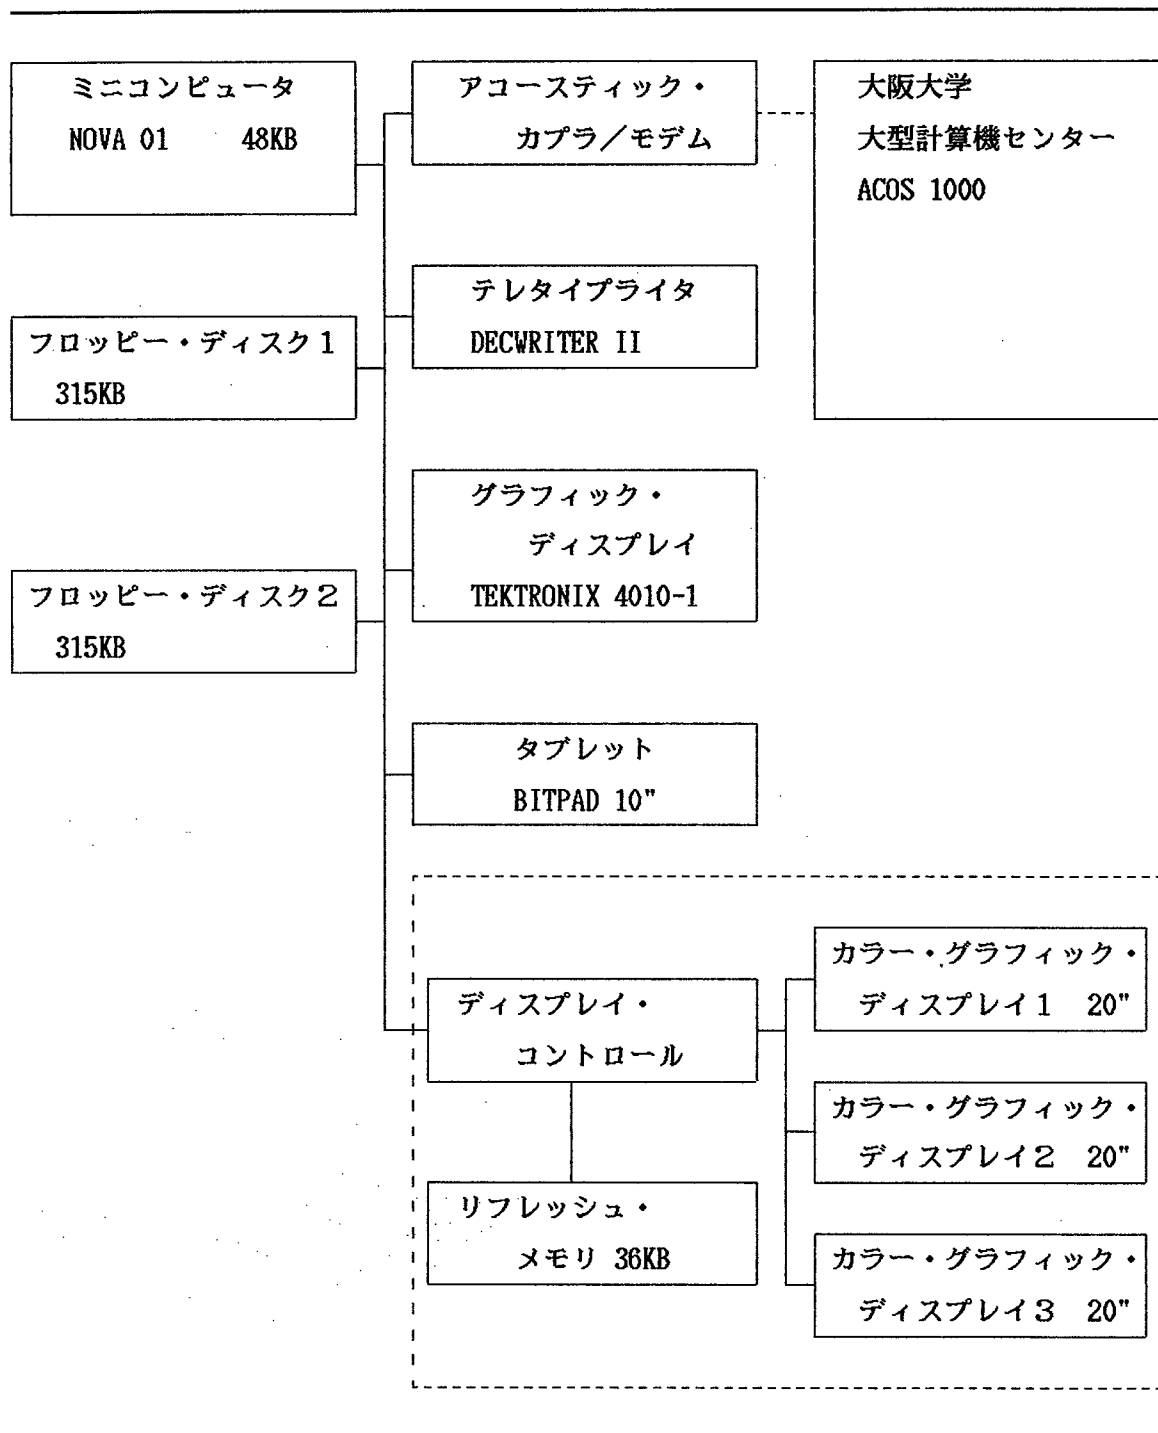 ミニコンピュータ
NOVA 01 48KB
アコースティック・
カプラ／モデム
大阪大学
大型計算機センター
ACOS 1000
テレタイプライタ
DECWRITER II
フロッピー・ディスク1
315KB
グラフィック・
ディスプレイ
TEKTRONIX 4010-1
フロッピー・ディスク2
315KB
タブレット
BITPAD 10"
ディスプレイ・
コントロール
カラー・グラフィック・
ディスプレイ1 20"
カラー・グラフィック・
ディスプレイ2 20"
リフレッシュ・
メモリ 36KB
カラー・グラフィック・
ディスプレイ3 20"